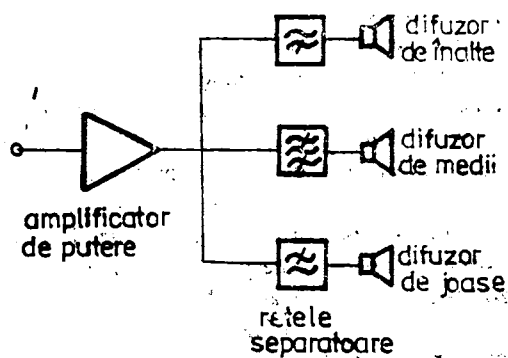 difuzor
de înalte
difuzor
de medii
amplificator
de putere
difuzor
de joase
rețele
separatoare